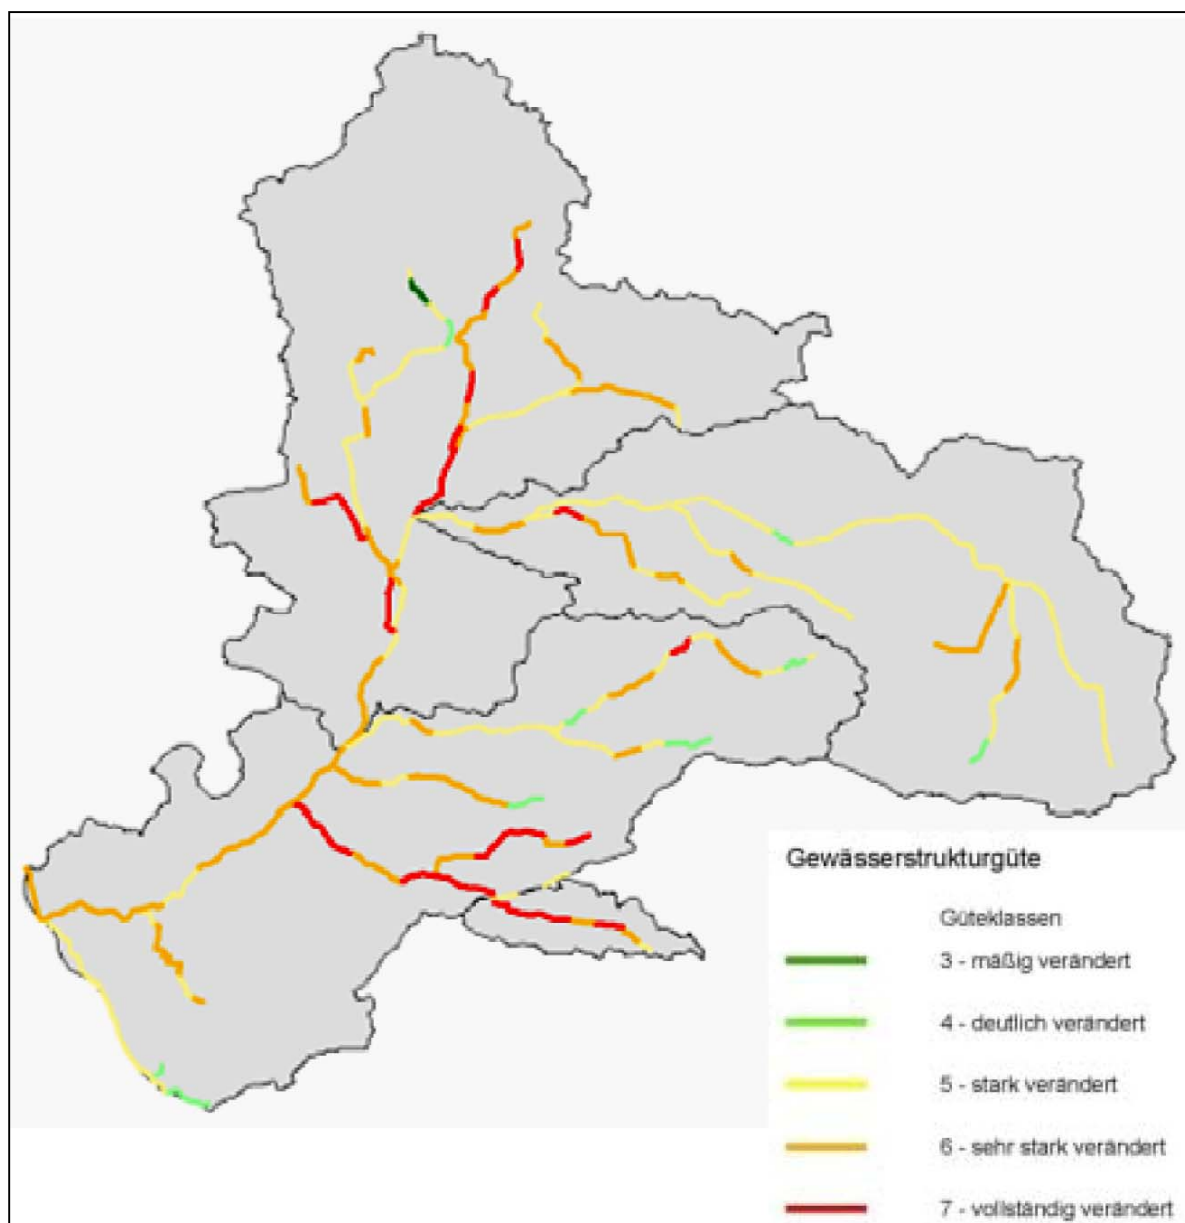 Gewässerstrukturgüte
Güteklassen
3 - mäßig verändert
4 - deutlich verändert
5 - stark verändert
6 - sehr stark verändert
7 - vollständig verändert